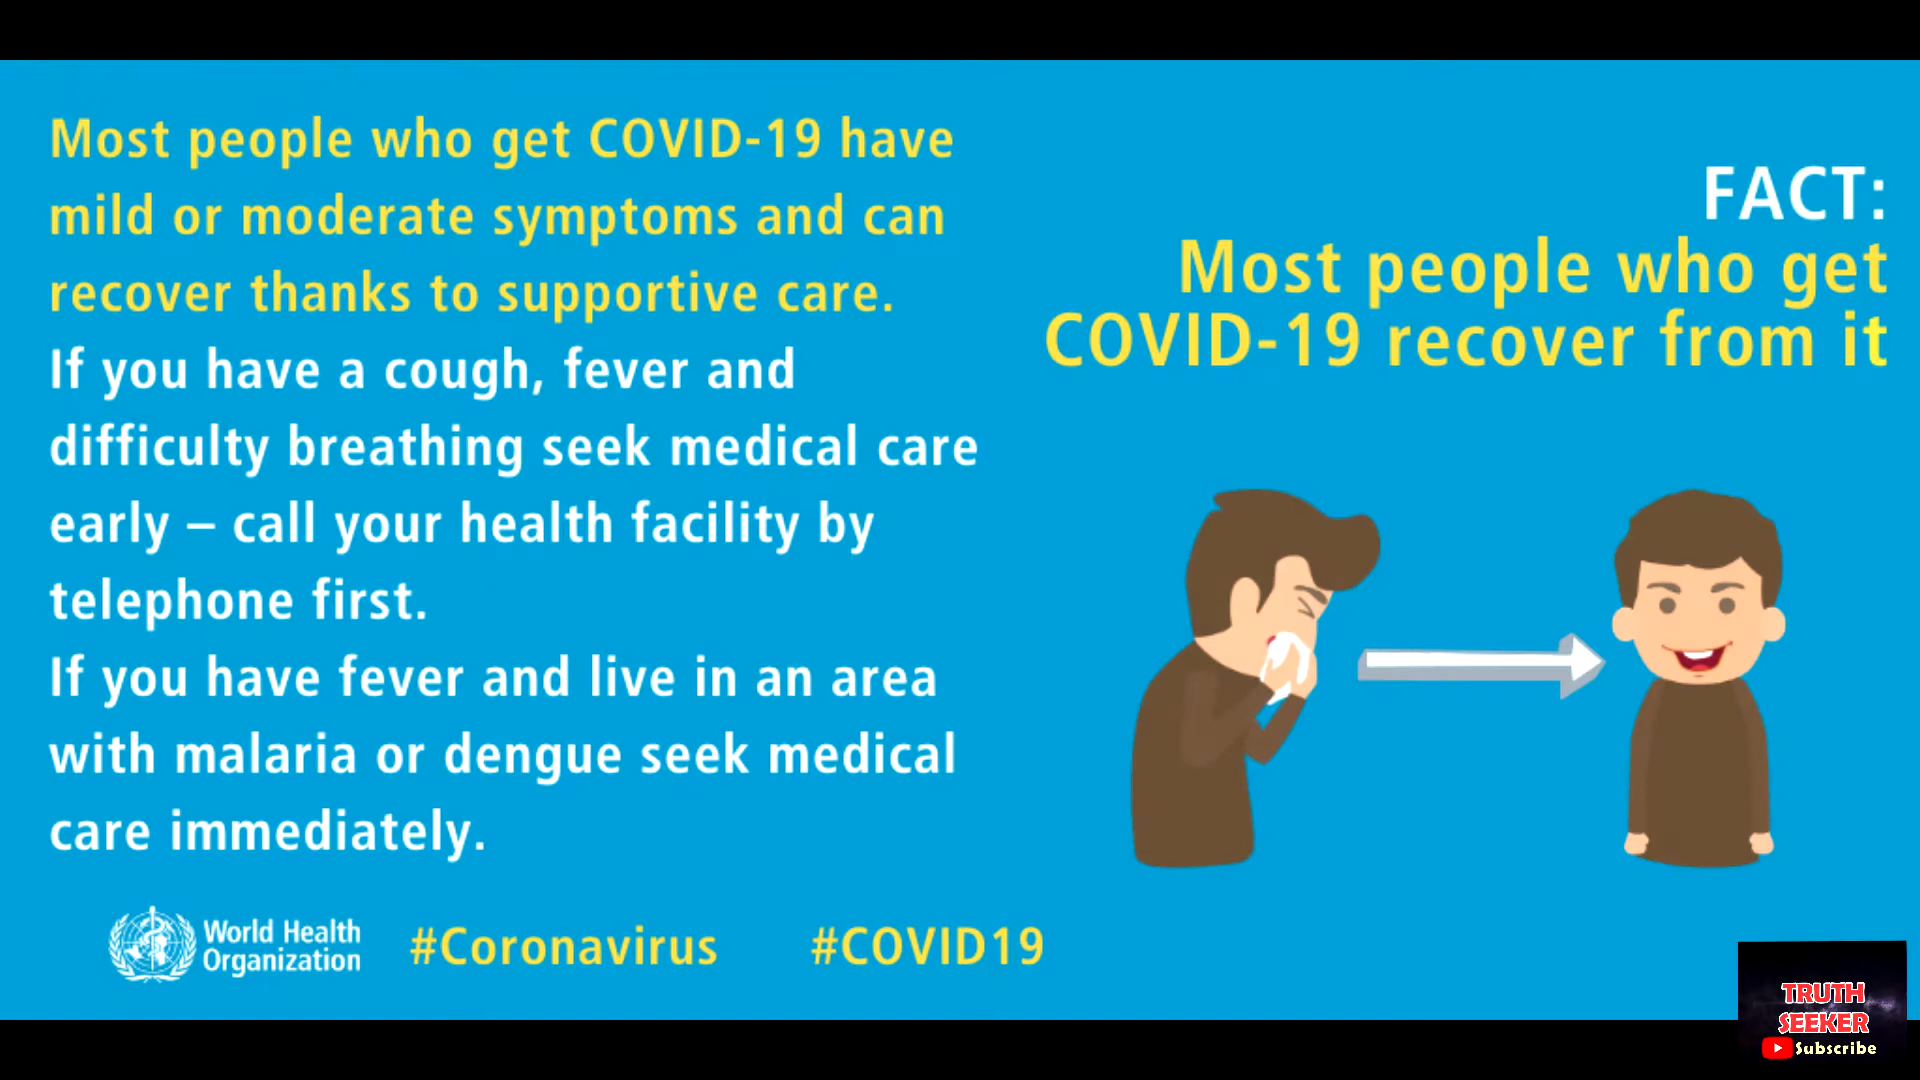 Most people who get COVID-19 have
mild or moderate symptoms and can
recover thanks to supportive care.
If you have a cough, fever and
difficulty breathing seek medical care
early – call your health facility by
telephone first.
If you have fever and live in an area
with malaria or dengue seek medical
care immediately.
FACT:
Most people who get
COVID-19 recover from it
World Health
Organization
#Coronavirus
#COVID19
TRUTH
SEEKER
Subscribe